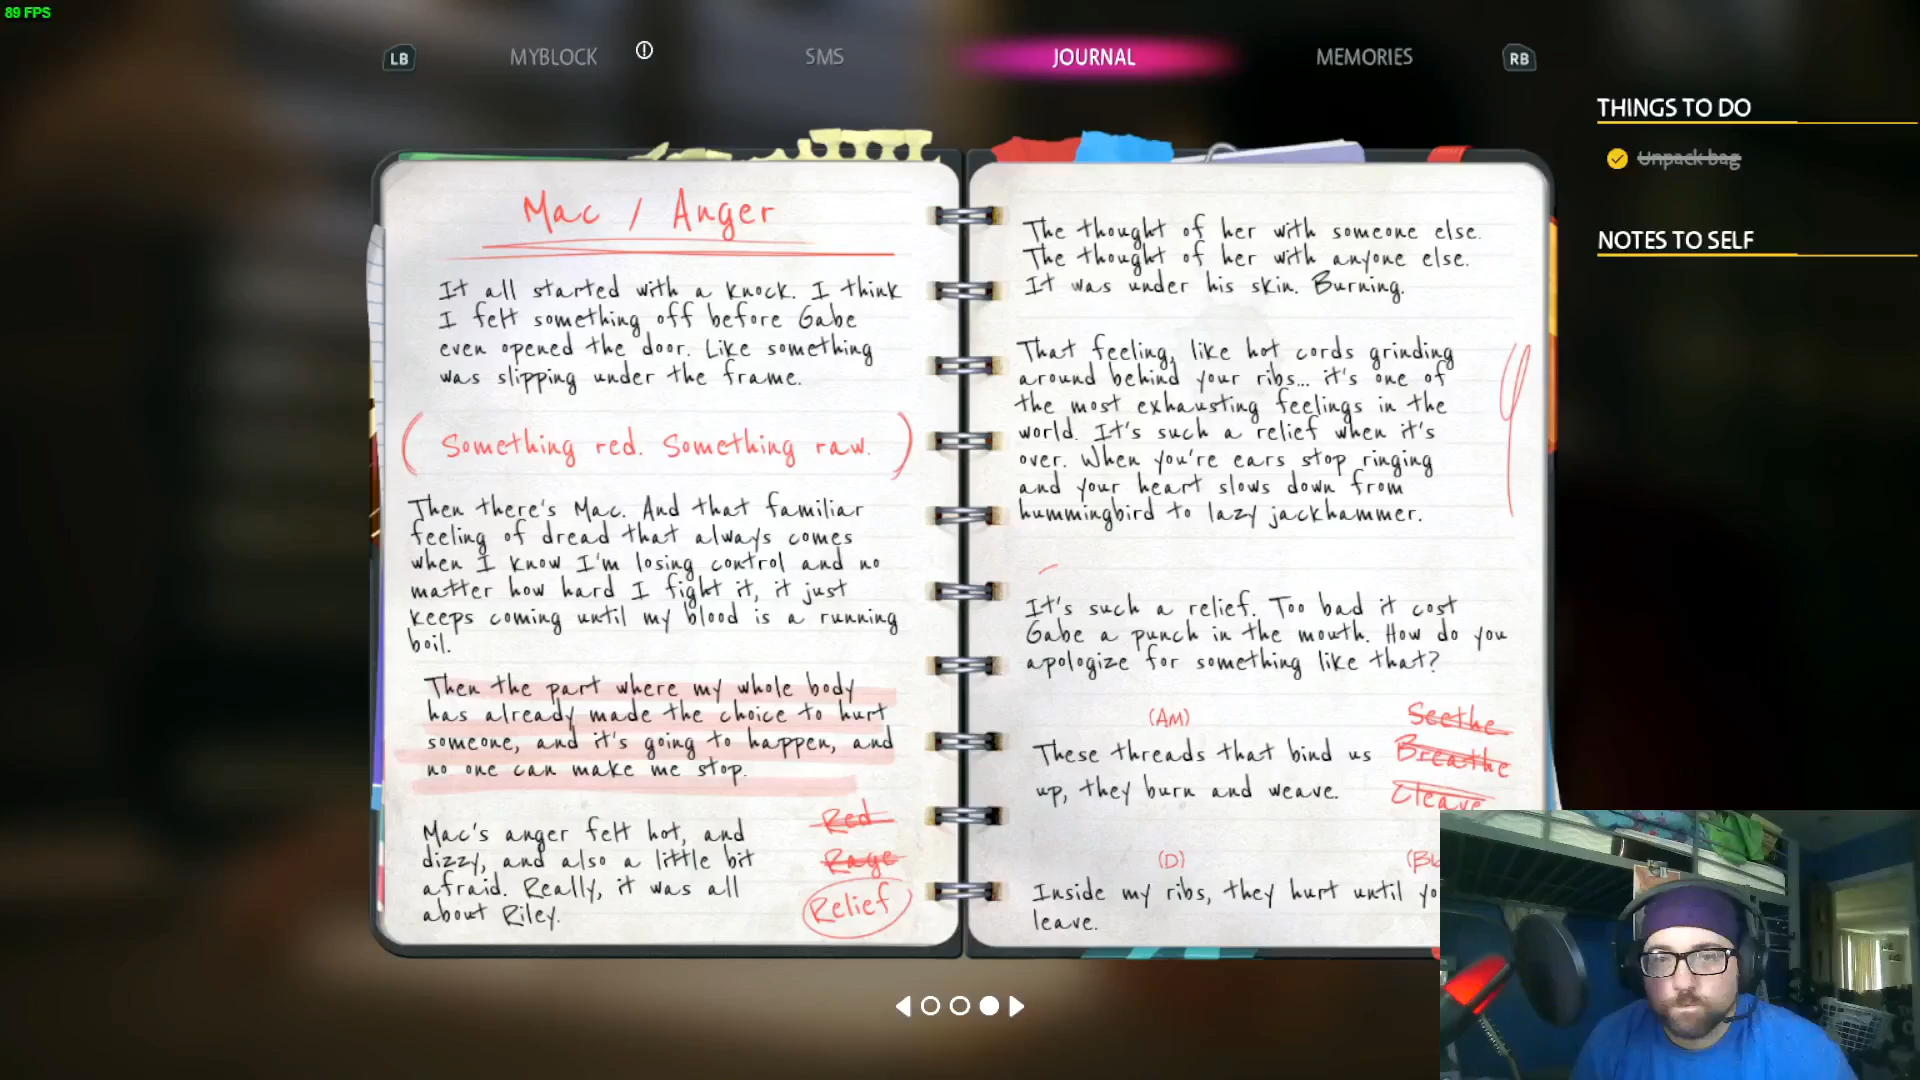 89 FPS
LB MYBLOCK SMS JOURNAL MEMORIES RB
THINGS TO DO
Unpack bag
NOTES TO SELF
Mac / Anger
It all started with a knock. I think
I felt something off before Gabe
even opened the door. Like something
was slipping under the frame.
(Something red. Something raw.)
Then there's Mac. And that familiar
feeling of dread that always comes
when I know I'm losing control and no
matter how hard I fight it, it just
keeps coming until my blood is a running
boil.
Then the part where my whole body
has already made the choice to hurt
someone, and it's going to happen, and
no one can make me stop.
Mac's anger felt hot, and
dizzy, and also a little bit
afraid. Really, it was all
about Riley.
Red
Rage
Relief
The thought of her with someone else.
The thought of her with anyone else.
It was under his skin. Burning.
That feeling, like hot cords grinding
around behind your ribs... it's one of
the most exhausting feelings in the
world. It's such a relief when it's
over. When you're ears stop ringing
and your heart slows down from
hummingbird to lazy jackhammer.
It's such a relief. Too bad it cost
Gabe a punch in the mouth. How do you
apologize for something like that?
(AM)
These threads that bind us
up, they burn and weave.
Seethe
Breathe
Cleave
(D)
Inside my ribs, they hurt until yo
leave.